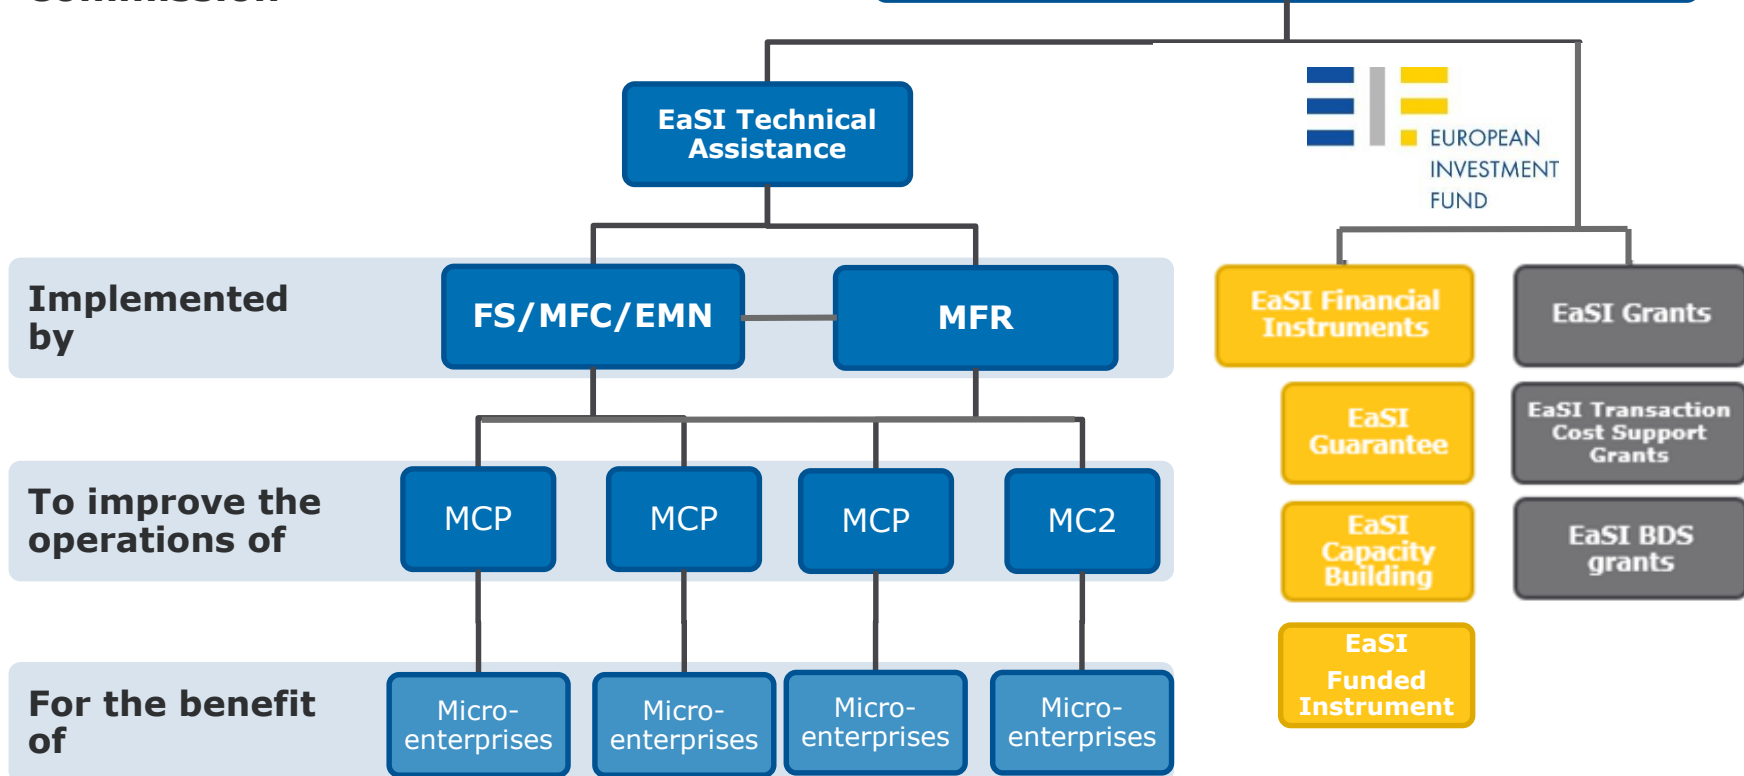 EaSI Technical
Assistance
EUROPEAN
INVESTMENT
FUND
Implemented
by
FS/MFC/EMN
MFR
EaSI Financial
Instruments
EaSI Grants
EaSI
Guarantee
EaSI Transaction
Cost Support
Grants
To improve the
operations of
MCP
MCP
MCP
MC2
EaSI
Capacity
Building
EaSI BDS
grants
EaSI
Funded
Instrument
For the benefit
of
Micro-
enterprises
Micro-
enterprises
Micro-
enterprises
Micro-
enterprises